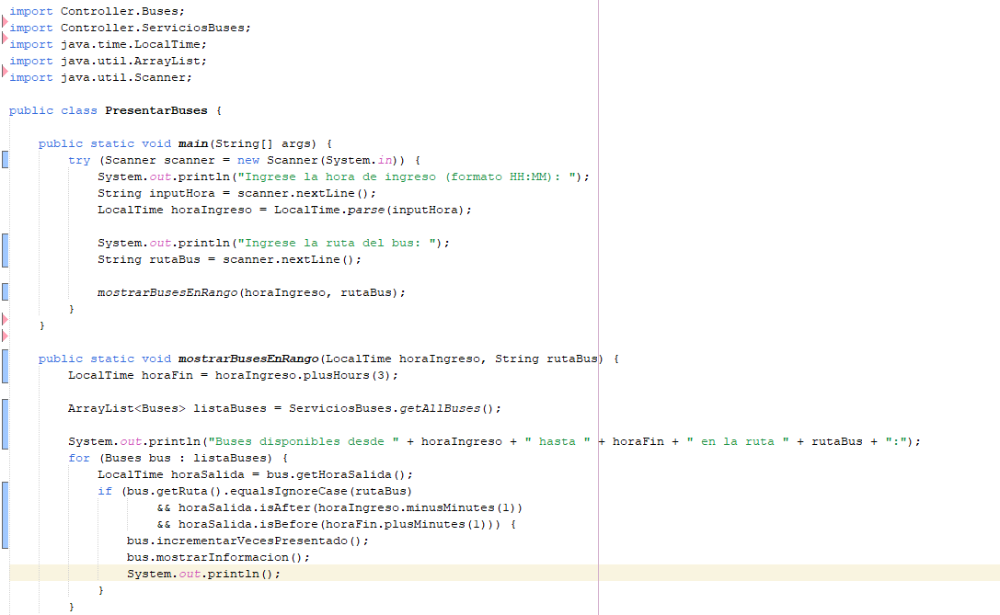 import Controller.Buses;
import Controller.ServiciosBuses;
import java.time.LocalTime;
import java.util.ArrayList;
import java.util.Scanner;
public class PresentarBuses {
public static void main(String[] args) {
try (Scanner scanner = new Scanner(System.in)) {
System.out.println("Ingrese la hora de ingreso (formato HH:MM): ");
String inputHora = scanner.nextLine();
LocalTime horaIngreso = LocalTime.parse(inputHora);
System.out.println("Ingrese la ruta del bus: ");
String rutaBus = scanner.nextLine();
mostrarBusesEnRango(horaIngreso, rutaBus);
}
}
public static void mostrarBusesEnRango(LocalTime horaIngreso, String rutaBus) {
LocalTime horaFin = horaIngreso.plusHours(3);
ArrayList<Buses> listaBuses = ServiciosBuses.getAllBuses();
System.out.println("Buses disponibles desde " + horaIngreso + " hasta " + horaFin + " en la ruta " + rutaBus + ":");
for (Buses bus : listaBuses) {
LocalTime horaSalida = bus.getHoraSalida();
if (bus.getRuta().equalsIgnoreCase(rutaBus)
&& horaSalida.isAfter(horaIngreso.minusMinutes(1))
&& horaSalida.isBefore(horaFin.plusMinutes(1))) {
bus.incrementarVecesPresentado();
bus.mostrarInformacion();
System.out.println();
}
}